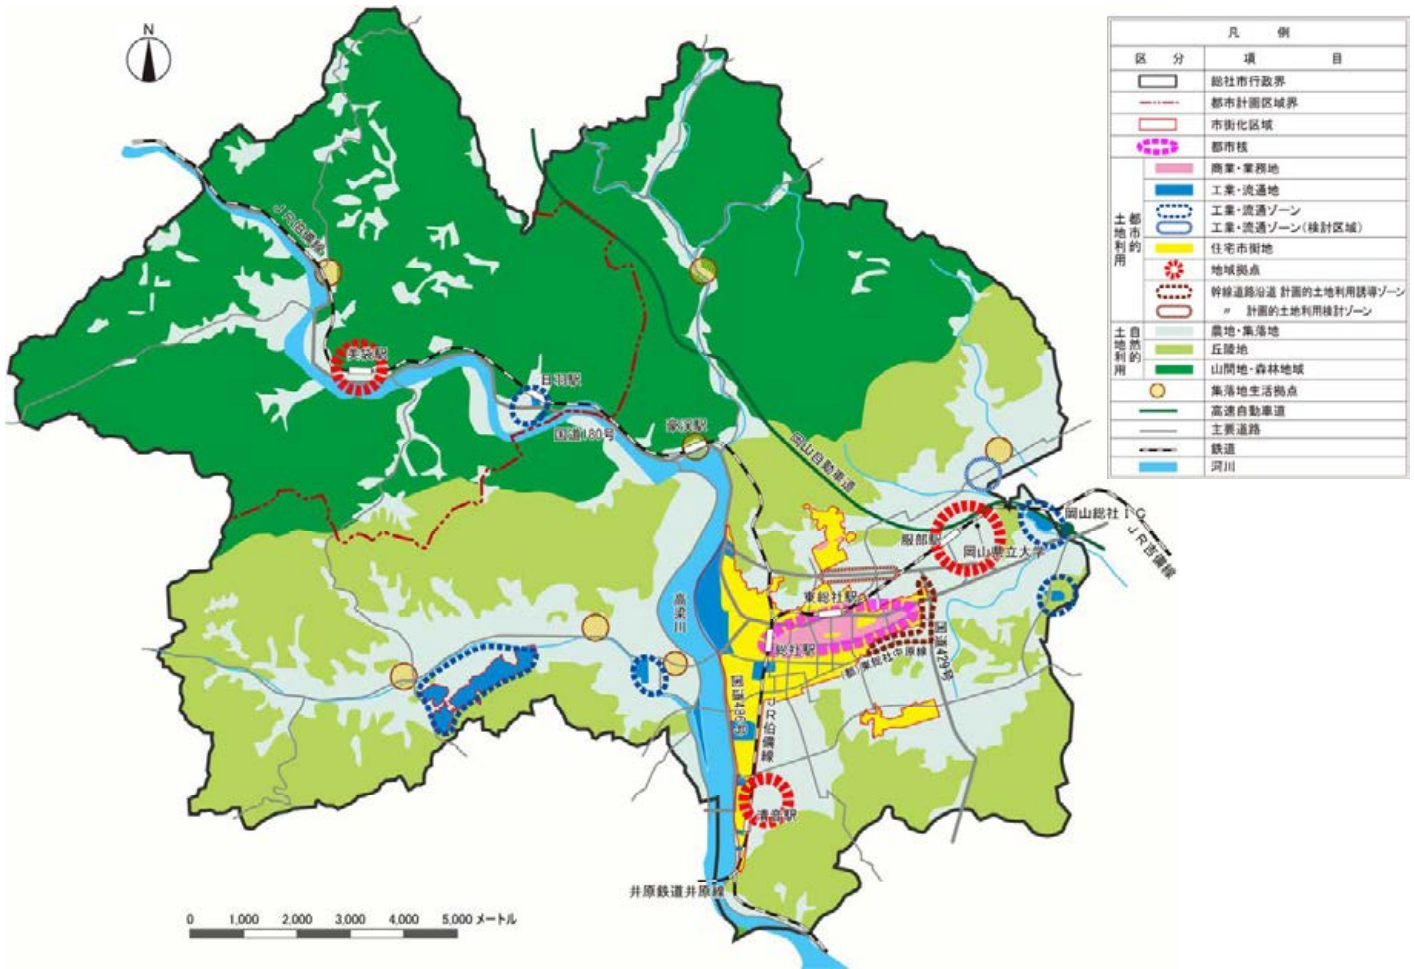 N
凡 例
区 分 項 目
総社市行政界
都市計画区域界
市街化区域
都市核
都市的土地利用
商業・業務地
工業・流通地
工業・流通ゾーン
工業・流通ゾーン(検討区域)
住宅市街地
地域拠点
幹線道路沿道 計画的土地利用誘導ゾーン
〃 計画的土地利用検討ゾーン
自然的土地利用
農地・集落地
丘陵地
山間地・森林地域
集落地生活拠点
高速自動車道
主要道路
鉄道
河川
JR伯備線
美袋駅
日羽駅
国道180号
豪渓駅
岡山自動車道
岡山総社IC
JR吉備線
服部駅
岡山県立大学
東総社駅
総社駅
高梁川
国道429号
(都)東総社中原線
国道486号
JR伯備線
清音駅
井原鉄道井原線
0 1,000 2,000 3,000 4,000 5,000 メートル